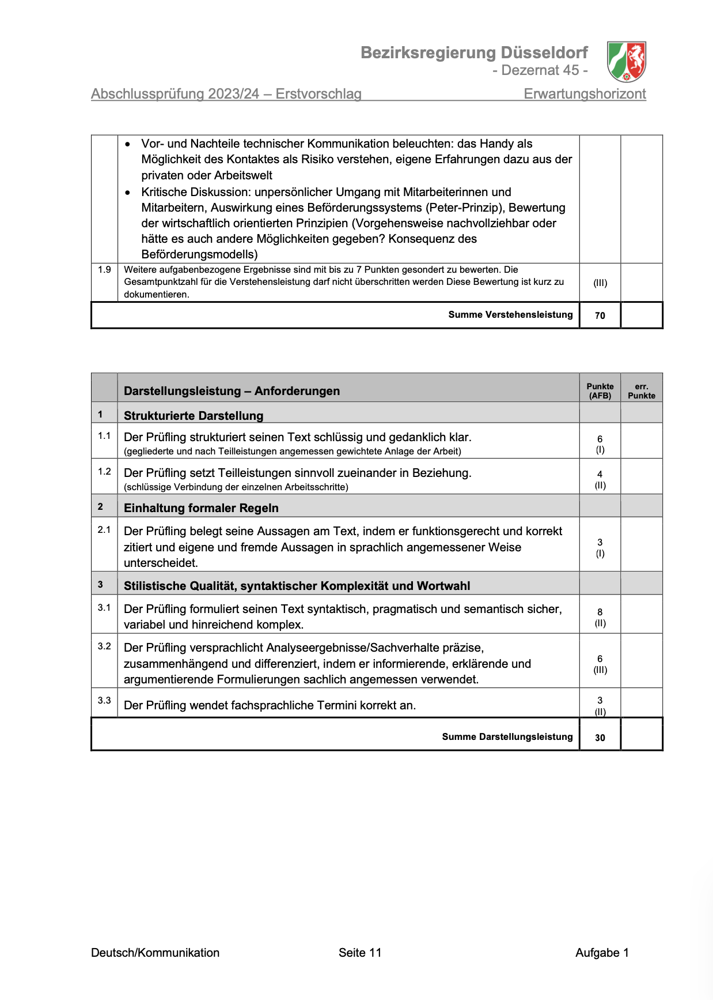 Bezirksregierung Düsseldorf
- Dezernat 45 -
Abschlussprüfung 2023/24 – Erstvorschlag Erwartungshorizont
• Vor- und Nachteile technischer Kommunikation beleuchten: das Handy als
Möglichkeit des Kontaktes als Risiko verstehen, eigene Erfahrungen dazu aus der
privaten oder Arbeitswelt
• Kritische Diskussion: unpersönlicher Umgang mit Mitarbeiterinnen und
Mitarbeitern, Auswirkung eines Beförderungssystems (Peter-Prinzip), Bewertung
der wirtschaftlich orientierten Prinzipien (Vorgehensweise nachvollziehbar oder
hätte es auch andere Möglichkeiten gegeben? Konsequenz des
Beförderungsmodells)
1.9 Weitere aufgabenbezogene Ergebnisse sind mit bis zu 7 Punkten gesondert zu bewerten. Die
Gesamtpunktzahl für die Verstehensleistung darf nicht überschritten werden Diese Bewertung ist kurz zu
dokumentieren.
(III)
Summe Verstehensleistung 70
Darstellungsleistung – Anforderungen
Punkte
(AFB)
err.
Punkte
1 Strukturierte Darstellung
1.1 Der Prüfling strukturiert seinen Text schlüssig und gedanklich klar.
(gegliederte und nach Teilleistungen angemessen gewichtete Anlage der Arbeit)
6
(I)
1.2 Der Prüfling setzt Teilleistungen sinnvoll zueinander in Beziehung.
(schlüssige Verbindung der einzelnen Arbeitsschritte)
4
(II)
2 Einhaltung formaler Regeln
2.1 Der Prüfling belegt seine Aussagen am Text, indem er funktionsgerecht und korrekt
zitiert und eigene und fremde Aussagen in sprachlich angemessener Weise
unterscheidet.
3
(I)
3 Stilistische Qualität, syntaktischer Komplexität und Wortwahl
3.1 Der Prüfling formuliert seinen Text syntaktisch, pragmatisch und semantisch sicher,
variabel und hinreichend komplex.
8
(II)
3.2 Der Prüfling versprachlicht Analyseergebnisse/Sachverhalte präzise,
zusammenhängend und differenziert, indem er informierende, erklärende und
argumentierende Formulierungen sachlich angemessen verwendet.
6
(III)
3.3 Der Prüfling wendet fachsprachliche Termini korrekt an.
3
(II)
Summe Darstellungsleistung 30
Deutsch/Kommunikation Seite 11 Aufgabe 1